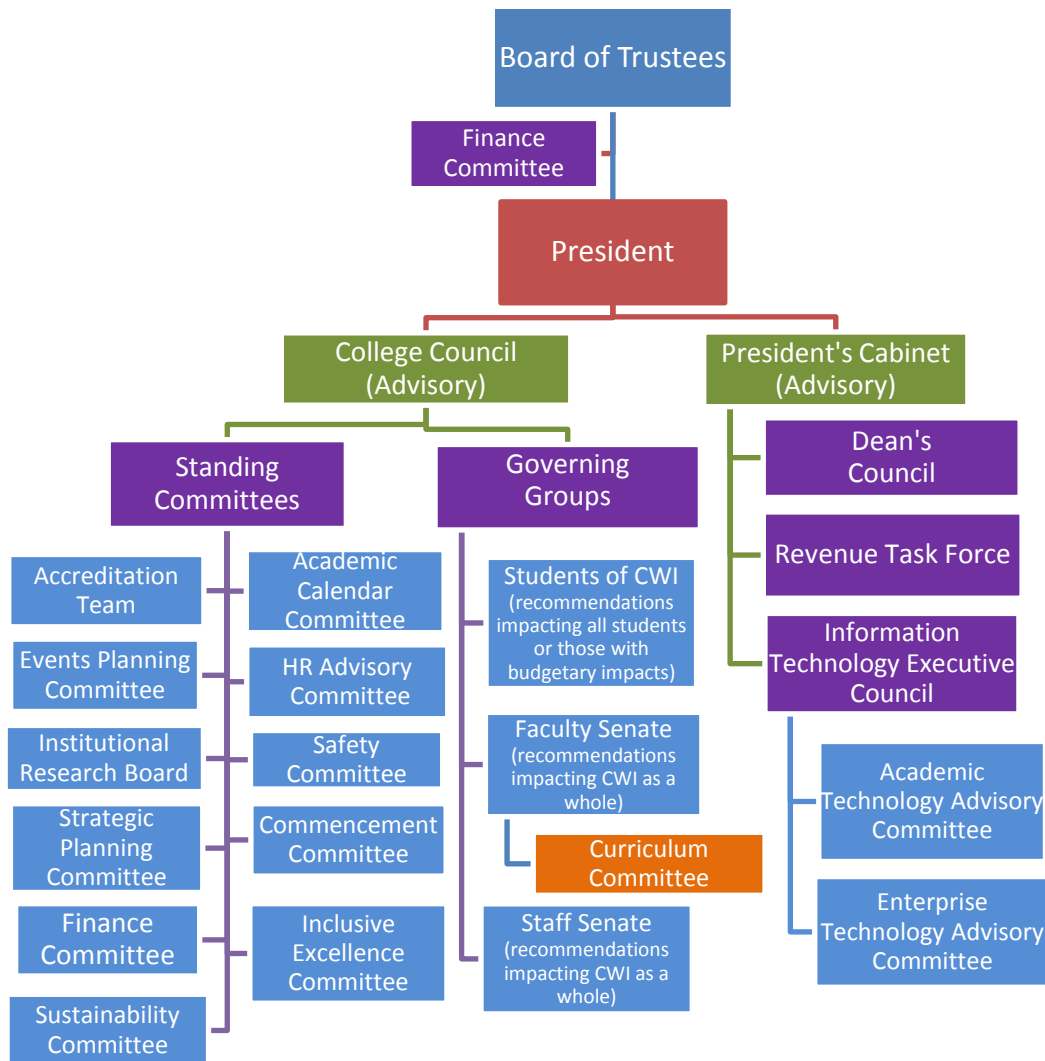 Board of Trustees
Finance
Committee
President
College Council
(Advisory)
President's Cabinet
(Advisory)
Standing
Committees
Governing
Groups
Dean's
Council
Revenue Task Force
Information
Technology Executive
Council
Accreditation
Team
Academic
Calendar
Committee
Events Planning
Committee
HR Advisory
Committee
Institutional
Research Board
Safety
Committee
Strategic
Planning
Committee
Commencement
Committee
Finance
Committee
Inclusive
Excellence
Committee
Sustainability
Committee
Students of CWI
(recommendations
impacting all students
or those with
budgetary impacts)
Faculty Senate
(recommendations
impacting CWI as a
whole)
Curriculum
Committee
Staff Senate
(recommendations
impacting CWI as a
whole)
Academic
Technology Advisory
Committee
Enterprise
Technology Advisory
Committee